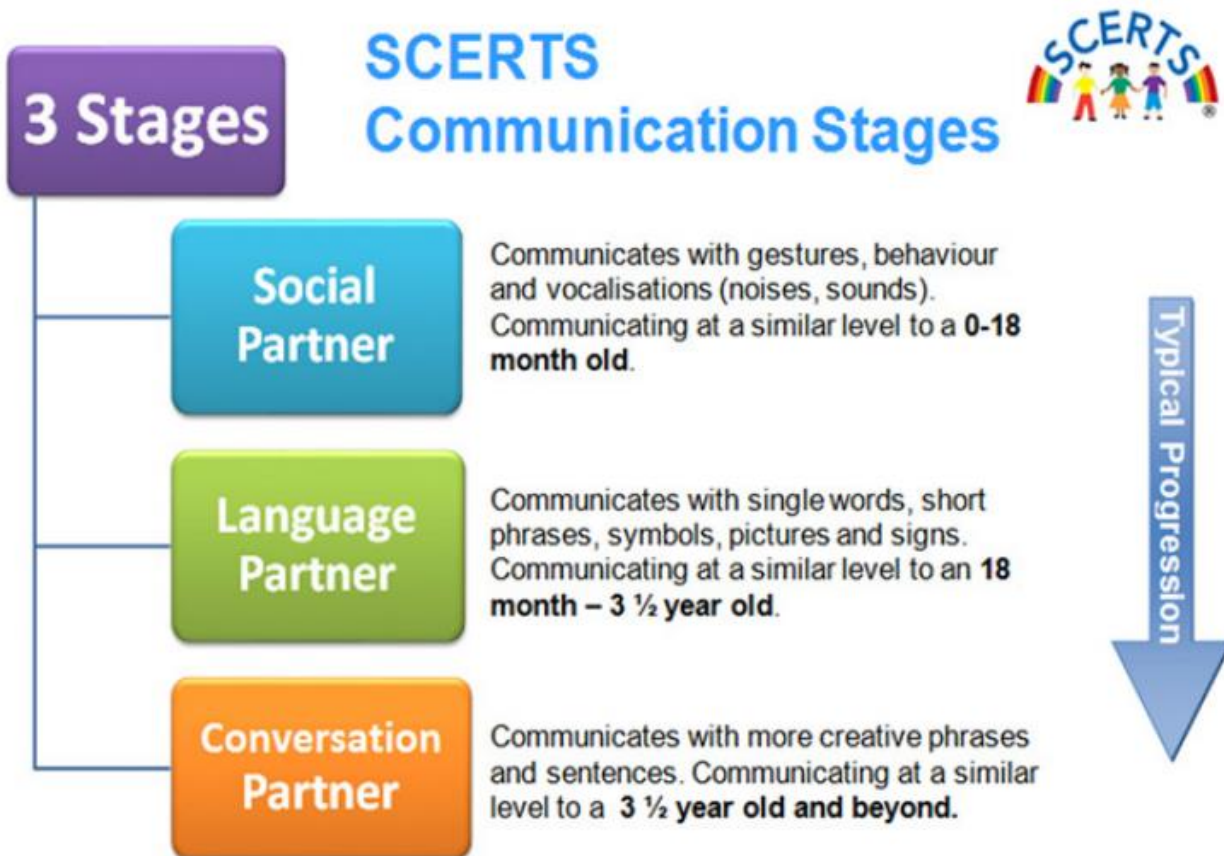 3 Stages
SCERTS
Communication Stages
SCERTS
®
Social
Partner
Communicates with gestures, behaviour
and vocalisations (noises, sounds).
Communicating at a similar level to a 0-18
month old.
Language
Partner
Communicates with single words, short
phrases, symbols, pictures and signs.
Communicating at a similar level to an 18
month – 3 ½ year old.
Conversation
Partner
Communicates with more creative phrases
and sentences. Communicating at a similar
level to a 3 ½ year old and beyond.
Typical Progression